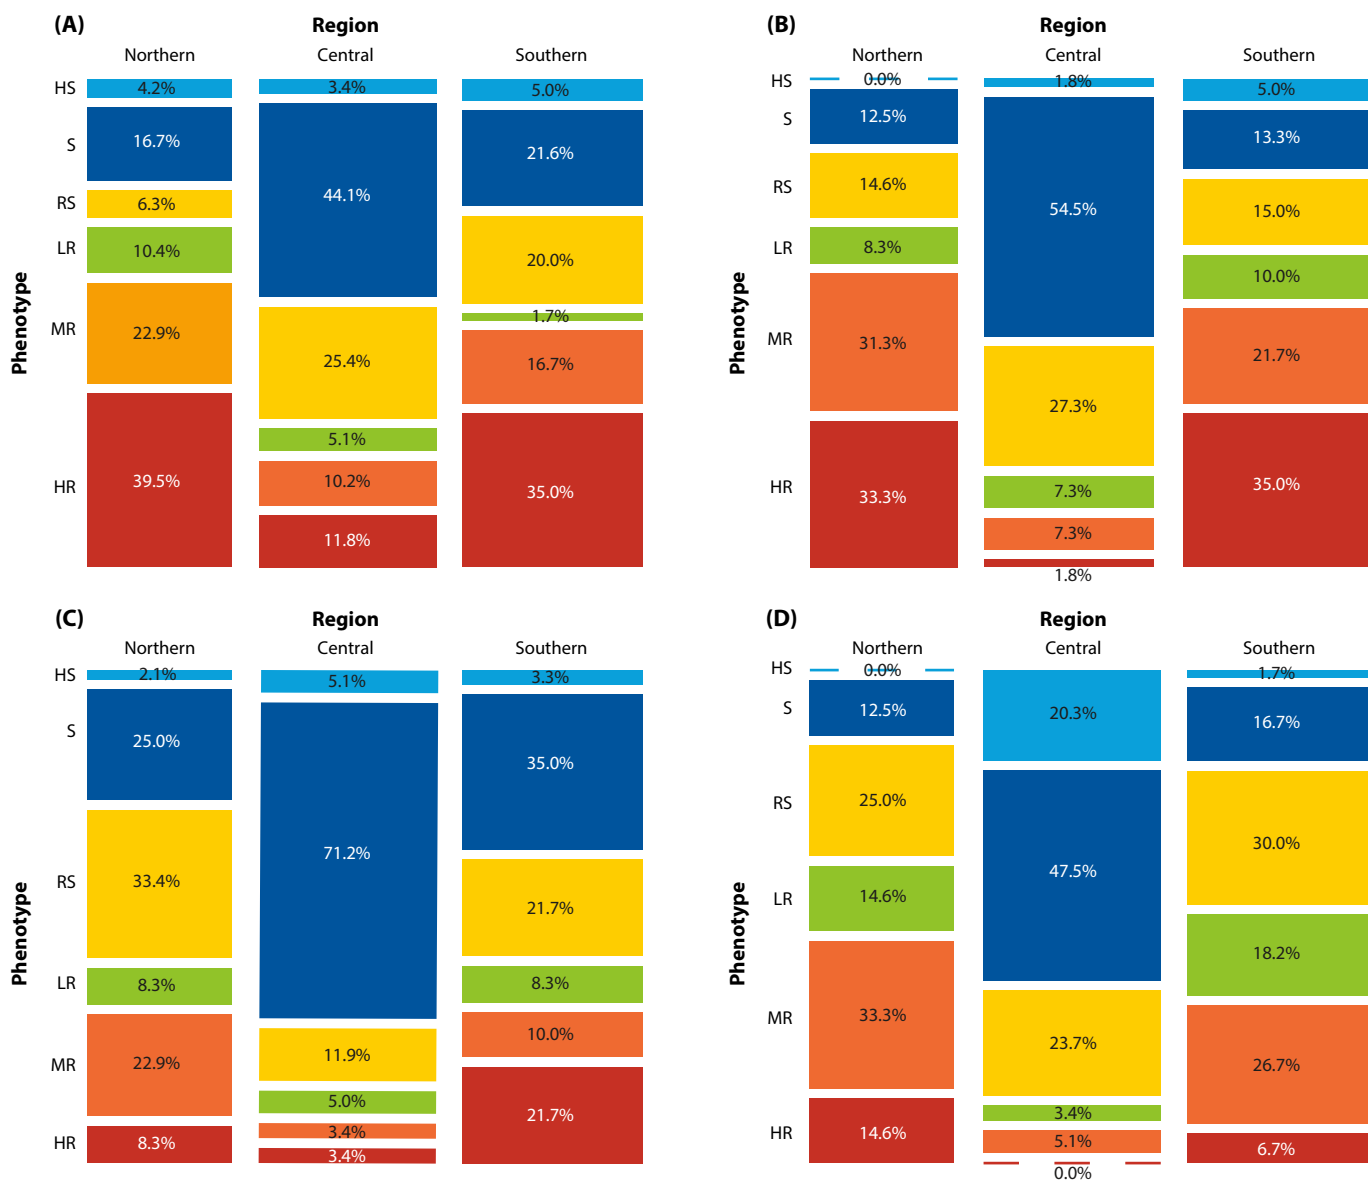 (A) Region
Northern Central Southern
Phenotype
HS 4.2% 3.4% 5.0%
S 16.7% 44.1% 21.6%
RS 6.3% 25.4% 20.0%
LR 10.4% 5.1% 1.7%
MR 22.9% 10.2% 16.7%
HR 39.5% 11.8% 35.0%
(B) Region
Northern Central Southern
Phenotype
HS 0.0% 1.8% 5.0%
S 12.5% 54.5% 13.3%
RS 14.6% 27.3% 15.0%
LR 8.3% 7.3% 10.0%
MR 31.3% 7.3% 21.7%
HR 33.3% 1.8% 35.0%
(C) Region
Northern Central Southern
Phenotype
HS 2.1% 5.1% 3.3%
S 25.0% 71.2% 35.0%
RS 33.4% 11.9% 21.7%
LR 8.3% 5.0% 8.3%
MR 22.9% 3.4% 10.0%
HR 8.3% 3.4% 21.7%
(D) Region
Northern Central Southern
Phenotype
HS 0.0% 20.3% 1.7%
S 12.5% 47.5% 16.7%
RS 25.0% 23.7% 30.0%
LR 14.6% 3.4% 18.2%
MR 33.3% 5.1% 26.7%
HR 14.6% 0.0% 6.7%